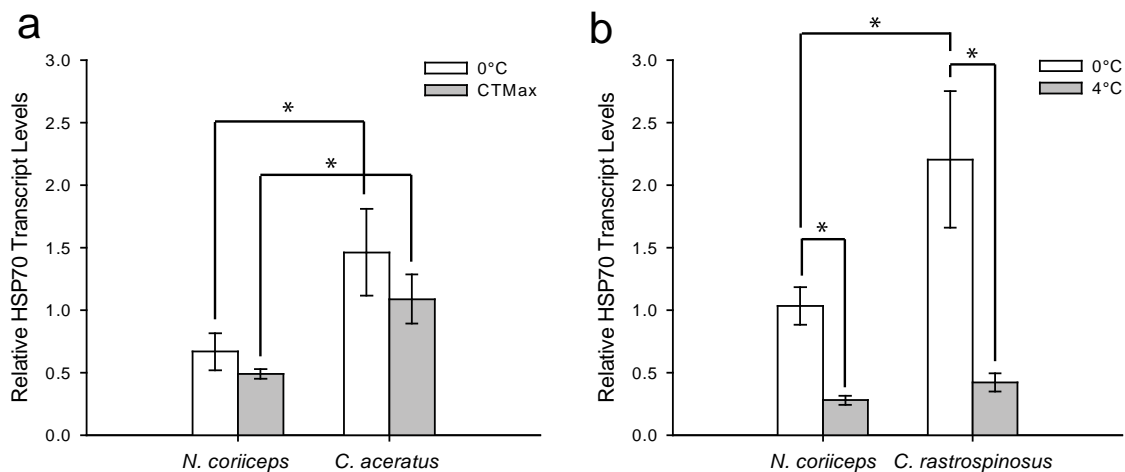 a
Relative HSP70 Transcript Levels
3.0
2.5
2.0
1.5
1.0
0.5
0.0
0°C
CTMax
*
*
N. coriiceps
C. aceratus
b
Relative HSP70 Transcript Levels
3.0
2.5
2.0
1.5
1.0
0.5
0.0
0°C
4°C
*
*
*
N. coriiceps
C. rastrospinosus